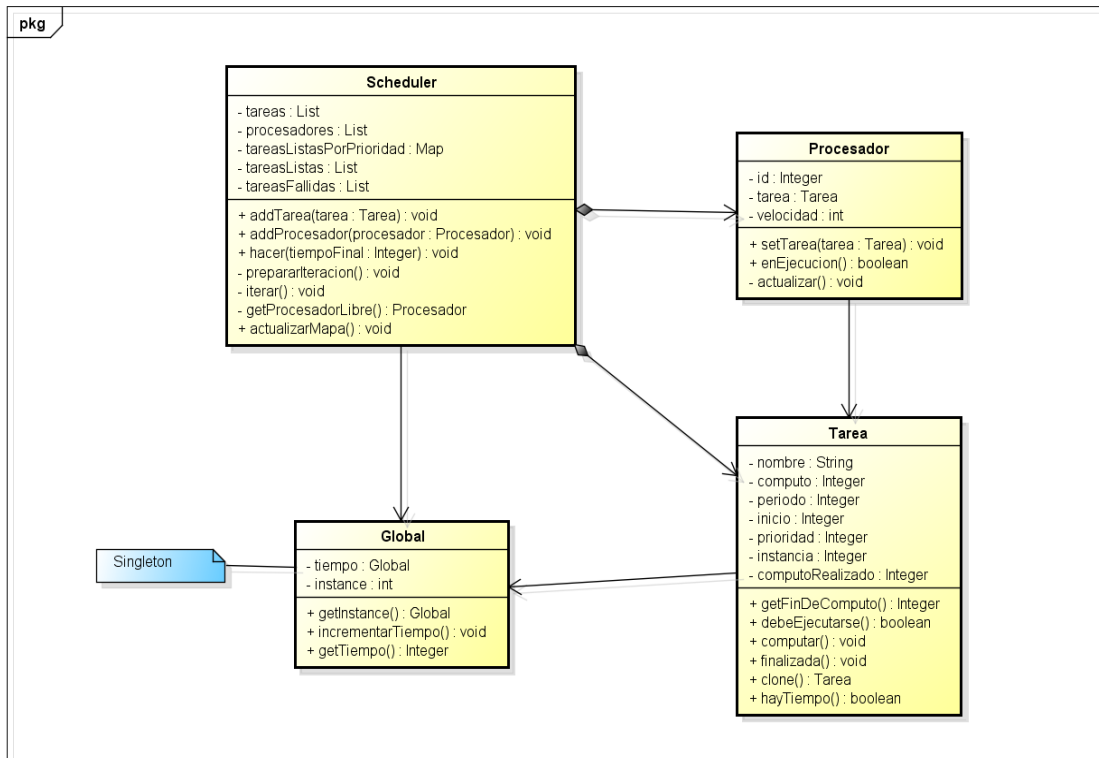 pkg
Scheduler
- tareas : List
- procesadores : List
- tareasListasPorPrioridad : Map
- tareasListas : List
- tareasFallidas : List
+ addTarea(tarea : Tarea) : void
+ addProcesador(procesador : Procesador) : void
+ hacer(tiempoFinal : Integer) : void
- prepararIteracion() : void
- iterar() : void
- getProcesadorLibre() : Procesador
+ actualizarMapa() : void
Procesador
- id : Integer
- tarea : Tarea
- velocidad : int
+ setTarea(tarea : Tarea) : void
+ enEjecucion() : boolean
- actualizar() : void
Tarea
- nombre : String
- computo : Integer
- periodo : Integer
- inicio : Integer
- prioridad : Integer
- instancia : Integer
- computoRealizado : Integer
+ getFinDeComputo() : Integer
+ debeEjecutarse() : boolean
+ computar() : void
+ finalizada() : void
+ clone() : Tarea
+ hayTiempo() : boolean
Global
- tiempo : Global
- instance : int
+ getInstance() : Global
+ incrementarTiempo() : void
+ getTiempo() : Integer
Singleton